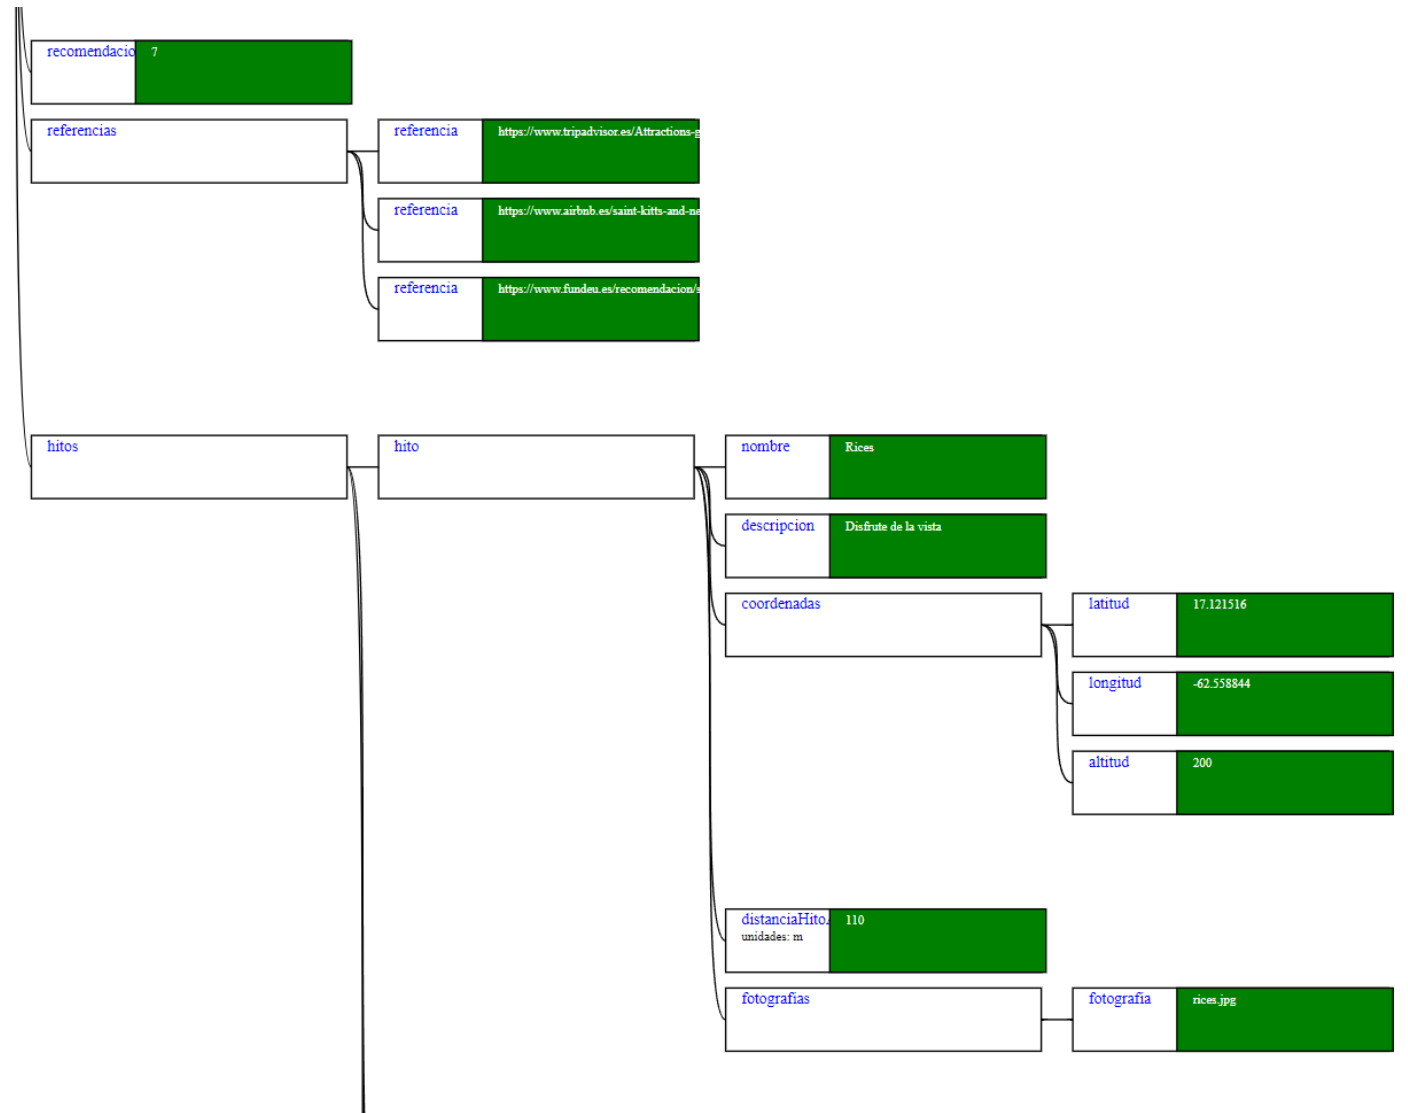 recomendacio 7
referencias
referencia https://www.tripadvisor.es/Attractions-g
referencia https://www.airbnb.es/saint-kitts-and-ne
referencia https://www.fundeu.es/recomendacion/s
hitos
hito
nombre Rices
descripcion Disfrute de la vista
coordenadas
latitud 17.121516
longitud -62.558844
altitud 200
distanciaHito 110
unidades: m
fotografias
fotografía rices.jpg